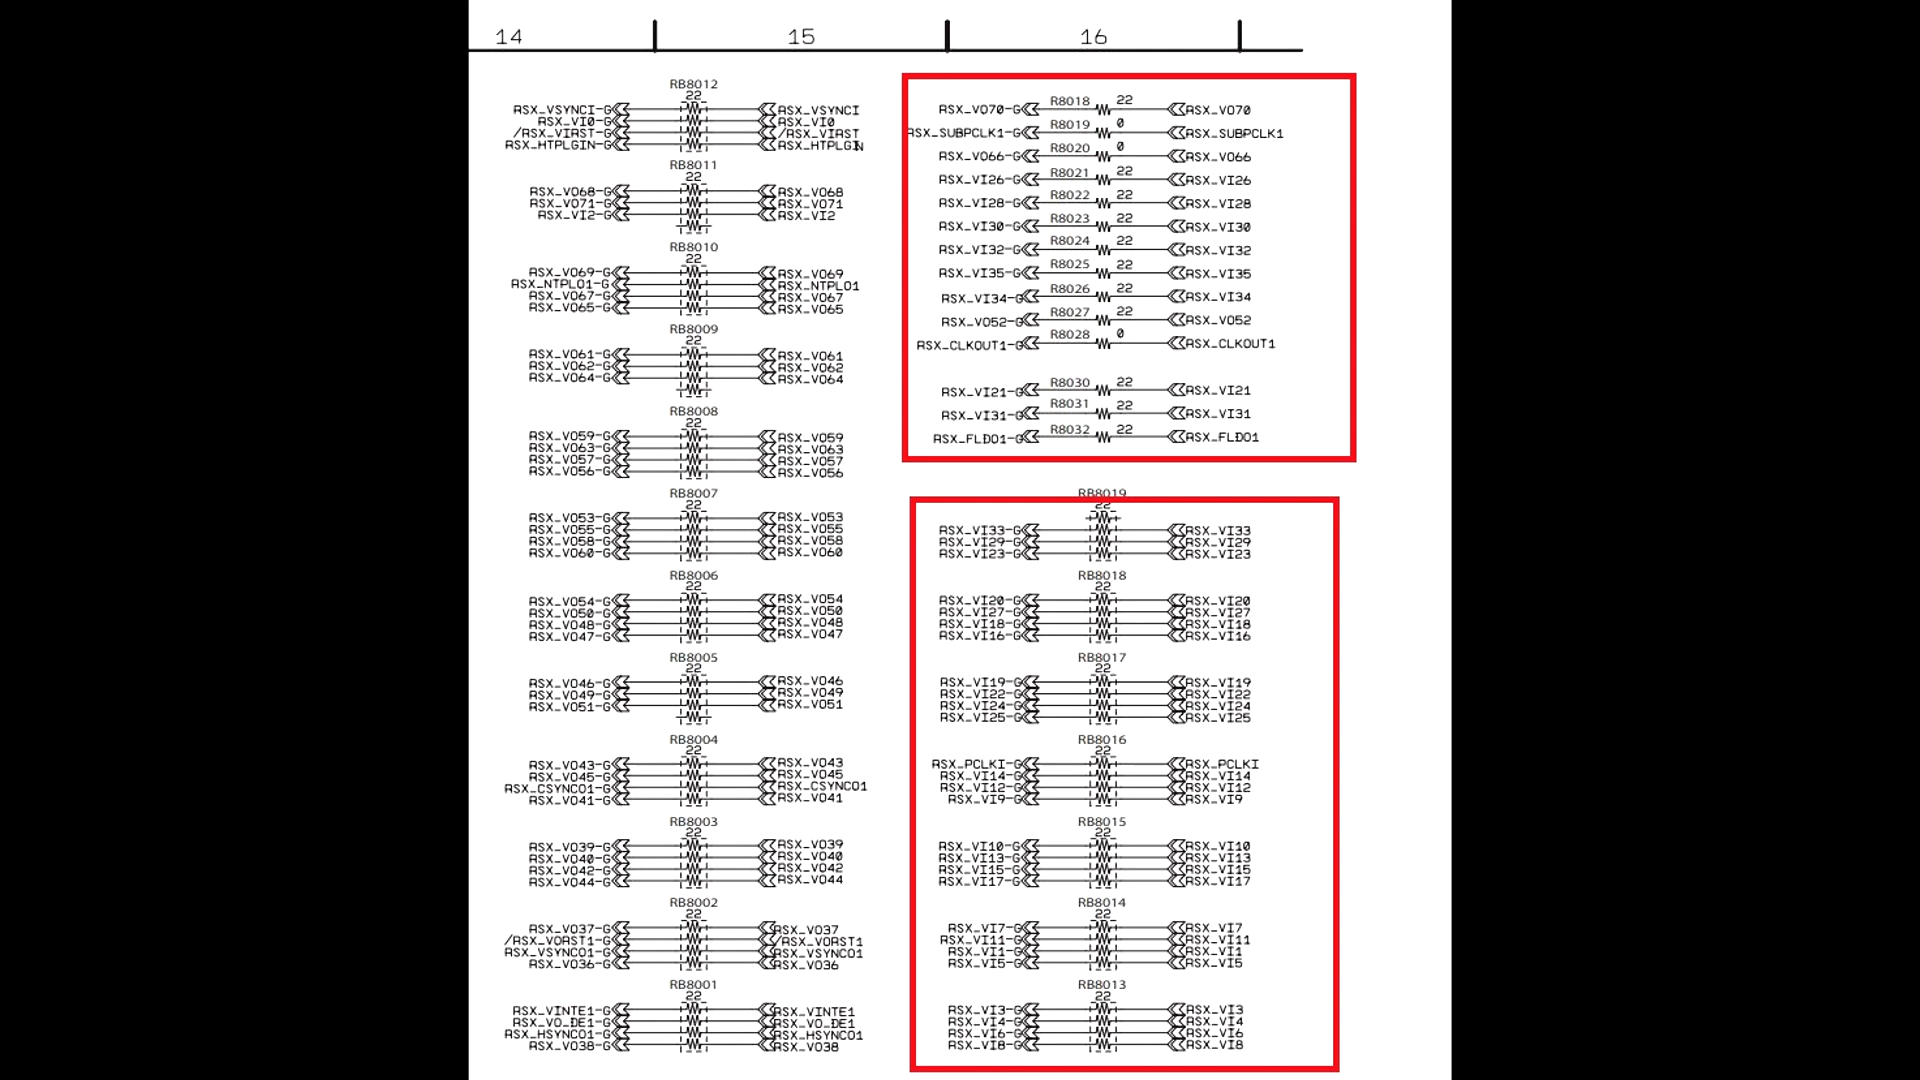 14
15
16
RB8012
22
RSX_VSYNCI-G RSX_VSYNCI
RSX_VI0-G RSX_VI0
/RSX_VIRST-G /RSX_VIRST
RSX_HTPLGIN-G RSX_HTPLGIN
RB8011
22
RSX_VO68-G RSX_VO68
RSX_VO71-G RSX_VO71
RSX_VI2-G RSX_VI2
RB8010
22
RSX_VO69-G RSX_VO69
RSX_NTPLO1-G RSX_NTPLO1
RSX_VO67-G RSX_VO67
RSX_VO65-G RSX_VO65
RB8009
22
RSX_VO61-G RSX_VO61
RSX_VO62-G RSX_VO62
RSX_VO64-G RSX_VO64
RB8008
22
RSX_VO59-G RSX_VO59
RSX_VO63-G RSX_VO63
RSX_VO57-G RSX_VO57
RSX_VO56-G RSX_VO56
RB8007
22
RSX_VO53-G RSX_VO53
RSX_VO55-G RSX_VO55
RSX_VO58-G RSX_VO58
RSX_VO60-G RSX_VO60
RB8006
22
RSX_VO54-G RSX_VO54
RSX_VO50-G RSX_VO50
RSX_VO48-G RSX_VO48
RSX_VO47-G RSX_VO47
RB8005
22
RSX_VO46-G RSX_VO46
RSX_VO49-G RSX_VO49
RSX_VO51-G RSX_VO51
RB8004
22
RSX_VO43-G RSX_VO43
RSX_VO45-G RSX_VO45
RSX_CSYNCO1-G RSX_CSYNCO1
RSX_VO41-G RSX_VO41
RB8003
22
RSX_VO39-G RSX_VO39
RSX_VO40-G RSX_VO40
RSX_VO42-G RSX_VO42
RSX_VO44-G RSX_VO44
RB8002
22
RSX_VO37-G RSX_VO37
/RSX_VORST1-G /RSX_VORST1
RSX_VSYNCO1-G RSX_VSYNCO1
RSX_VO36-G RSX_VO36
RB8001
22
RSX_VINTE1-G RSX_VINTE1
RSX_VO_DE1-G RSX_VO_DE1
RSX_HSYNCO1-G RSX_HSYNCO1
RSX_VO38-G RSX_VO38
RSX_VO70-G R8018 22 RSX_VO70
RSX_SUBPCLK1-G R8019 0 RSX_SUBPCLK1
RSX_VO66-G R8020 0 RSX_VO66
RSX_VI26-G R8021 22 RSX_VI26
RSX_VI28-G R8022 22 RSX_VI28
RSX_VI30-G R8023 22 RSX_VI30
RSX_VI32-G R8024 22 RSX_VI32
RSX_VI35-G R8025 22 RSX_VI35
RSX_VI34-G R8026 22 RSX_VI34
RSX_VO52-G R8027 22 RSX_VO52
RSX_CLKOUT1-G R8028 0 RSX_CLKOUT1
RSX_VI21-G R8030 22 RSX_VI21
RSX_VI31-G R8031 22 RSX_VI31
RSX_FLDO1-G R8032 22 RSX_FLDO1
RB8019
22
RSX_VI33-G RSX_VI33
RSX_VI29-G RSX_VI29
RSX_VI23-G RSX_VI23
RB8018
22
RSX_VI20-G RSX_VI20
RSX_VI27-G RSX_VI27
RSX_VI18-G RSX_VI18
RSX_VI16-G RSX_VI16
RB8017
22
RSX_VI19-G RSX_VI19
RSX_VI22-G RSX_VI22
RSX_VI24-G RSX_VI24
RSX_VI25-G RSX_VI25
RB8016
22
RSX_PCLKI-G RSX_PCLKI
RSX_VI14-G RSX_VI14
RSX_VI12-G RSX_VI12
RSX_VI9-G RSX_VI9
RB8015
22
RSX_VI10-G RSX_VI10
RSX_VI13-G RSX_VI13
RSX_VI15-G RSX_VI15
RSX_VI17-G RSX_VI17
RB8014
22
RSX_VI7-G RSX_VI7
RSX_VI11-G RSX_VI11
RSX_VI1-G RSX_VI1
RSX_VI5-G RSX_VI5
RB8013
22
RSX_VI3-G RSX_VI3
RSX_VI4-G RSX_VI4
RSX_VI6-G RSX_VI6
RSX_VI8-G RSX_VI8